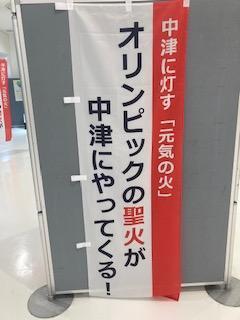 中津に灯す「元気の火」
オリンピックの聖火が
中津にやってくる！